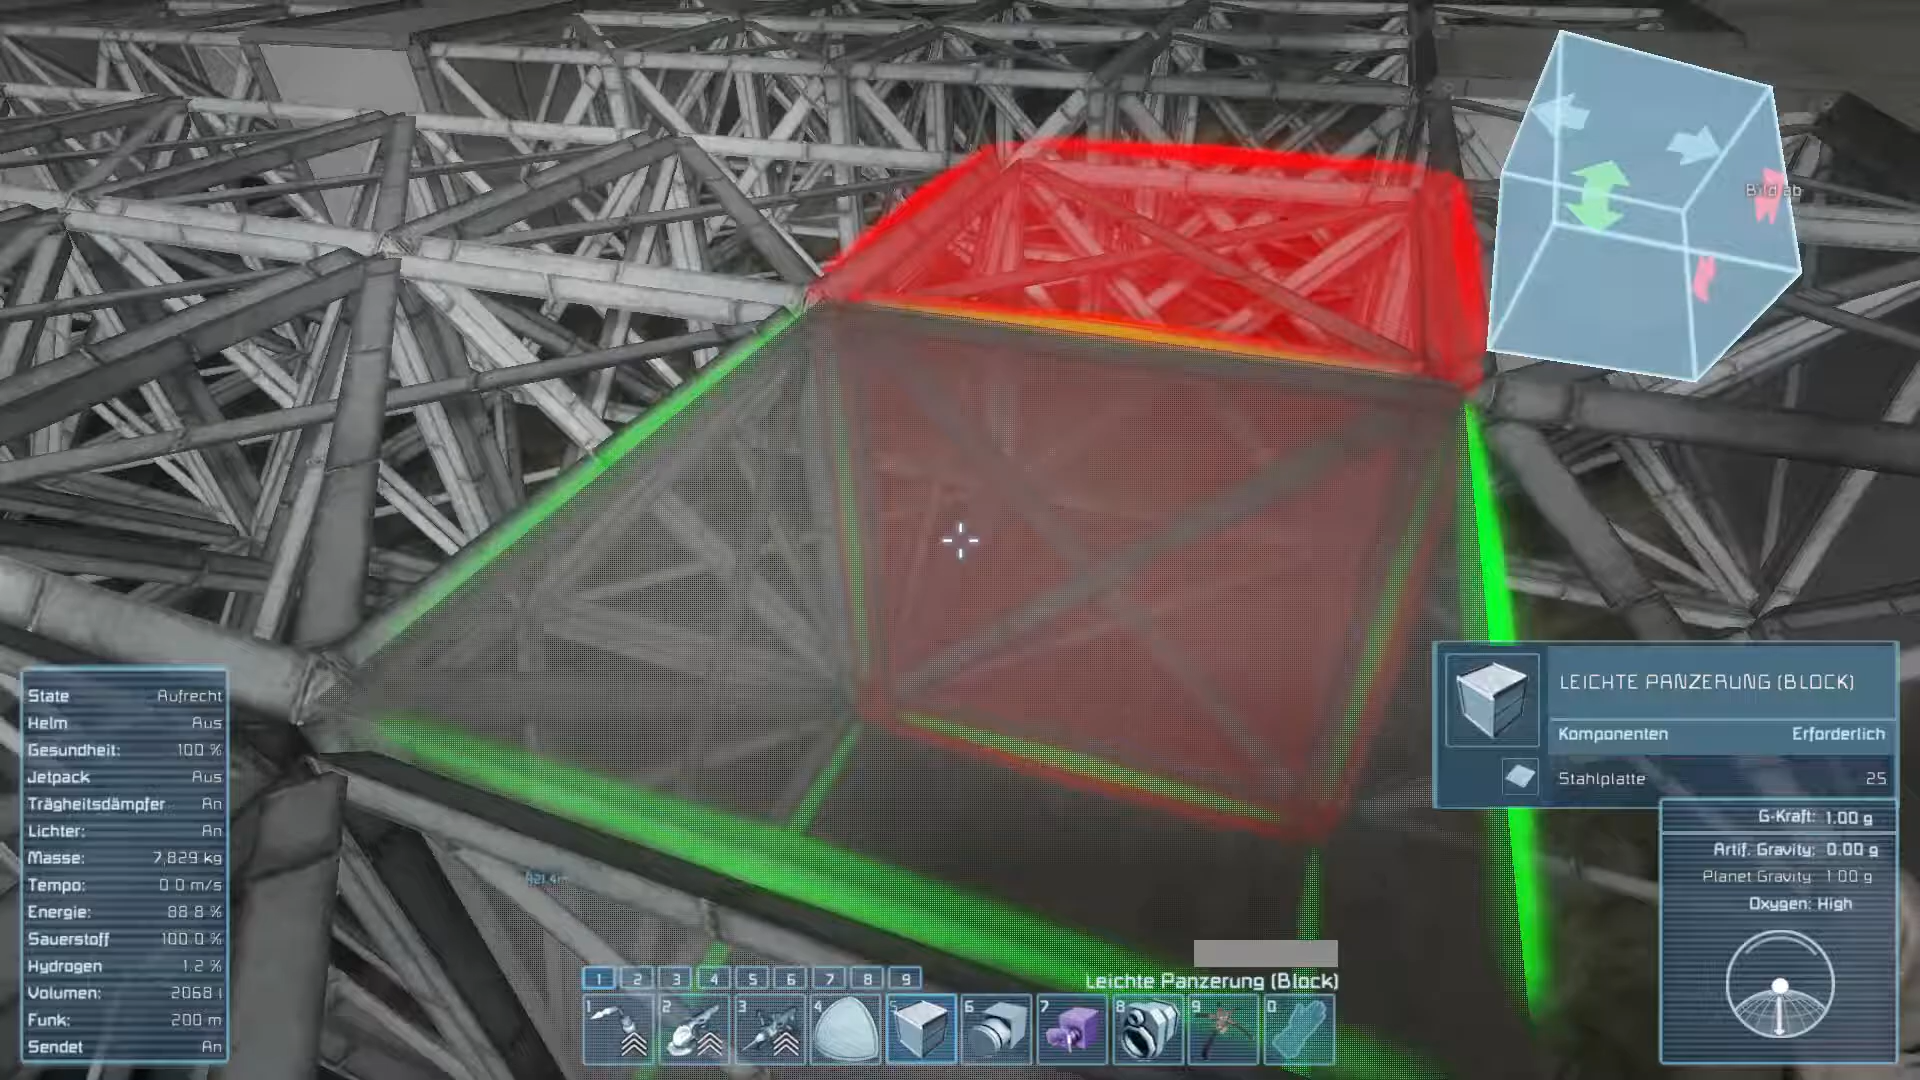 Bild ab
State Aufrecht
Helm Aus
Gesundheit: 100 %
Jetpack Aus
Trägheitsdämpfer An
Lichter: An
Masse: 7,829 kg
Tempo: 0.0 m/s
Energie: 88.8 %
Sauerstoff 100.0 %
Hydrogen 1.2 %
Volumen: 2068 l
Funk: 200 m
Sendet An
LEICHTE PANZERUNG (BLOCK)
Komponenten Erforderlich
Stahlplatte 25
G-Kraft: 1.00 g
Artif. Gravity: 0.00 g
Planet Gravity: 1.00 g
Oxygen: High
Leichte Panzerung (Block)
1 2 3 4 5 6 7 8 9
1 2 3 4 5 6 7 8 9 0